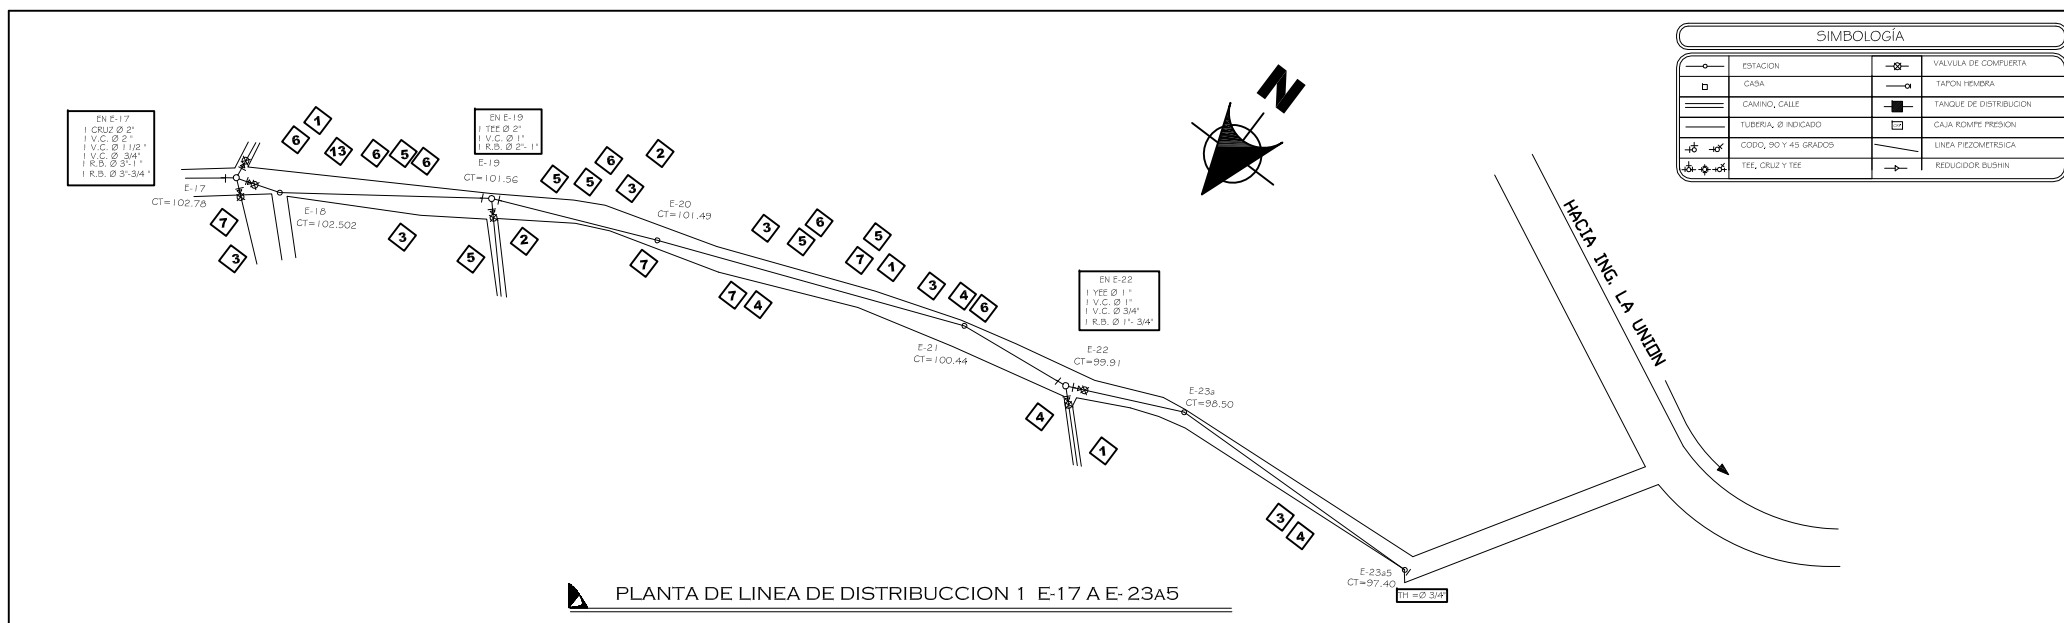 SIMBOLOGÍA
ESTACION
VALVULA DE COMPUERTA
CASA
TAPON HEMBRA
CAMINO, CALLE
TANQUE DE DISTRIBUCION
TUBERIA, Ø INDICADO
CAJA ROMPE PRESION
CODO, 90 Y 45 GRADOS
LINEA PIEZOMETRSICA
TEE, CRUZ Y TEE
REDUCIDOR BUSHIN
N
EN E-17
1 CRUZ Ø 2"
1 V.C. Ø 2"
1 V.C. Ø 1 1/2"
1 V.C. Ø 3/4"
1 R.B. Ø 3"-1"
1 R.B. Ø 3"-3/4"
EN E-19
1 TEE Ø 2"
1 V.C. Ø 1"
1 R.B. Ø 2"- 1"
E-17
CT=102.78
E-18
CT=102.502
E-19
CT=101.56
E-20
CT=101.49
E-21
CT=100.44
EN E-22
1 YEE Ø 1 "
1 V.C. Ø 1"
1 V.C. Ø 3/4"
1 R.B. Ø 1"- 3/4"
E-22
CT=99.91
E-23a
CT=98.50
E-23a5
CT=97.40
TH =Ø 3/4"
1
6
13
6
5
6
7
3
3
5
2
5
5
6
3
2
7
7
4
3
5
6
7
5
1
3
4
6
4
1
3
4
HACIA ING. LA UNION
PLANTA DE LINEA DE DISTRIBUCCION 1 E-17 A E- 23A5